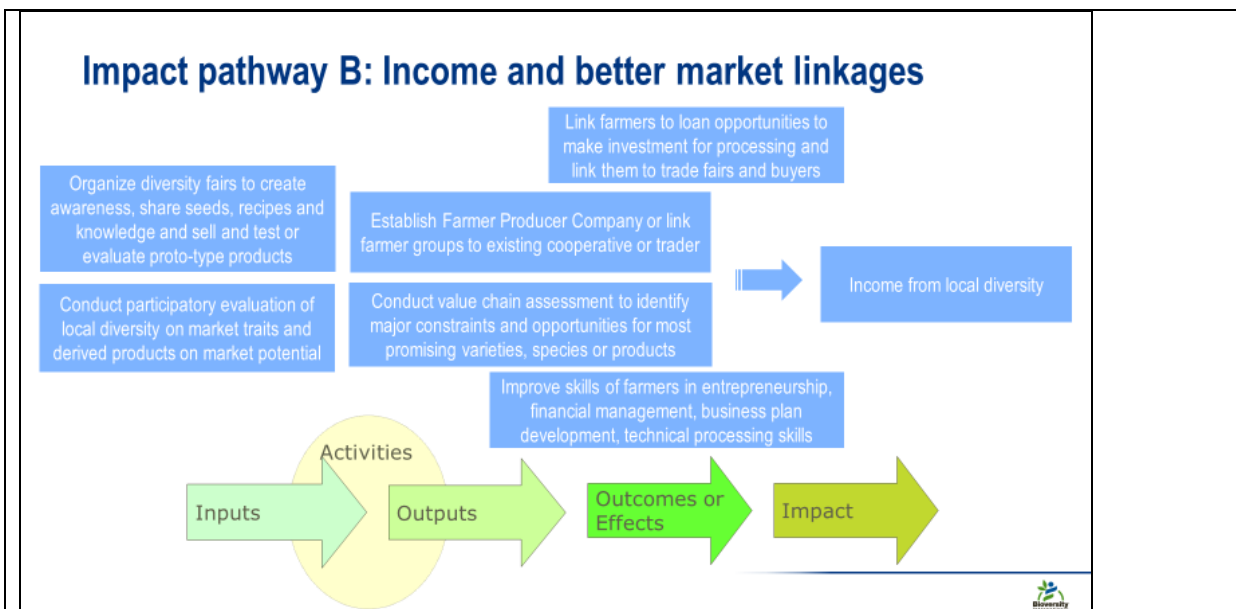 Impact pathway B: Income and better market linkages
Link farmers to loan opportunities to
make investment for processing and
link them to trade fairs and buyers
Organize diversity fairs to create
awareness, share seeds, recipes and
knowledge and sell and test or
evaluate proto-type products
Establish Farmer Producer Company or link
farmer groups to existing cooperative or trader
Income from local diversity
Conduct participatory evaluation of
local diversity on market traits and
derived products on market potential
Conduct value chain assessment to identify
major constraints and opportunities for most
promising varieties, species or products
Improve skills of farmers in entrepreneurship,
financial management, business plan
development, technical processing skills
Activities
Inputs
Outputs
Outcomes or
Effects
Impact
Bioversity